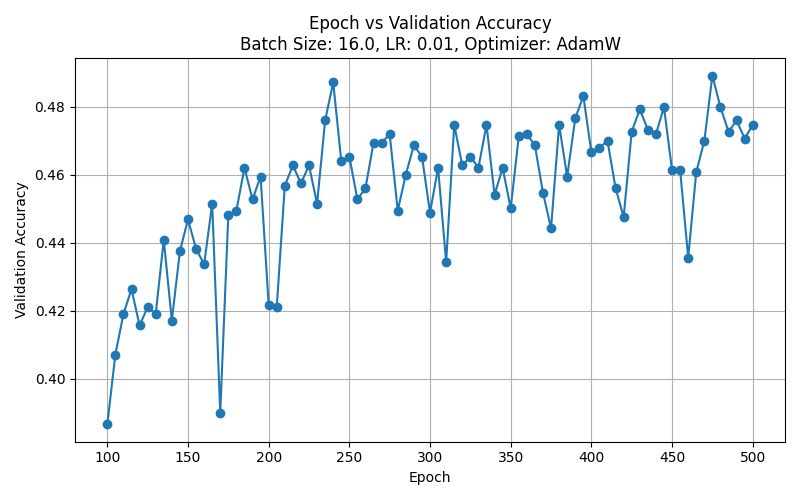 Epoch vs Validation Accuracy
Batch Size: 16.0, LR: 0.01, Optimizer: AdamW
Validation Accuracy
0.48
0.46
0.44
0.42
0.40
100 150 200 250 300 350 400 450 500
Epoch